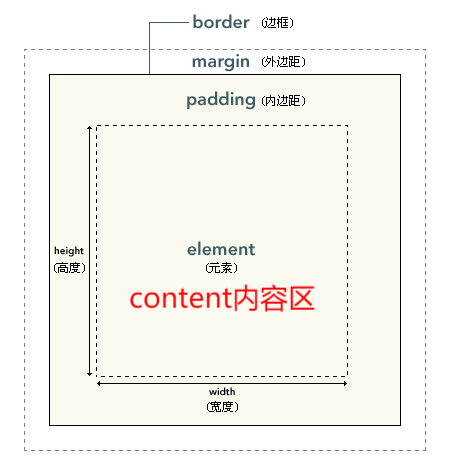 border (边框)
margin (外边距)
padding (内边距)
height
(高度)
element
(元素)
content内容区
width
(宽度)